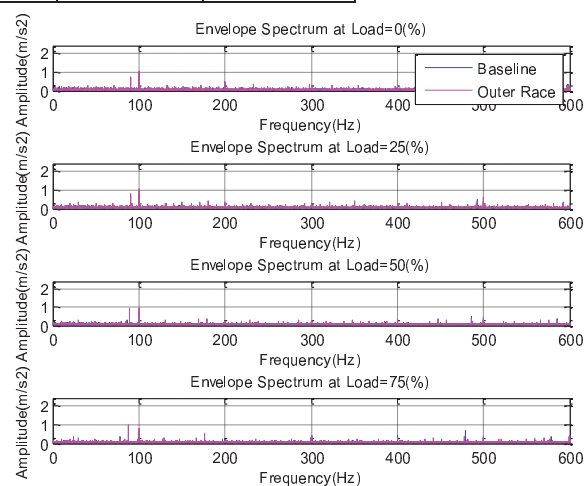 Envelope Spectrum at Load=0(%)
Amplitude(m/s2)
2
1
0
Baseline
Outer Race
0 100 200 300 400 500 600
Frequency(Hz)
Envelope Spectrum at Load=25(%)
Amplitude(m/s2)
2
1
0
0 100 200 300 400 500 600
Frequency(Hz)
Envelope Spectrum at Load=50(%)
Amplitude(m/s2)
2
1
0
0 100 200 300 400 500 600
Frequency(Hz)
Envelope Spectrum at Load=75(%)
Amplitude(m/s2)
2
1
0
0 100 200 300 400 500 600
Frequency(Hz)